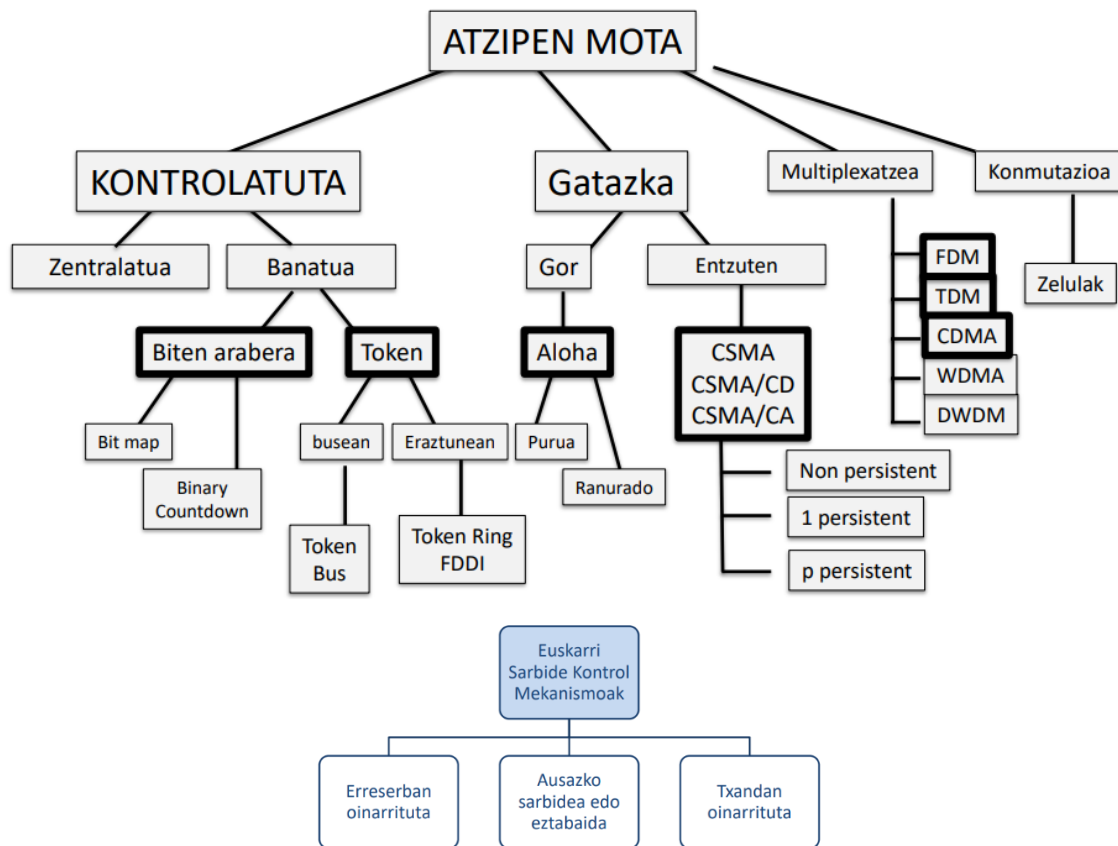 ATZIPEN MOTA
KONTROLATUTA
Gatazka
Multiplexatzea
Konmutazioa
Zentralatua
Banatua
Gor
Entzuten
FDM
TDM
CDMA
WDMA
DWDM
Zelulak
Biten arabera
Token
Aloha
CSMA
CSMA/CD
CSMA/CA
Bit map
Binary
Countdown
busean
Eraztunean
Purua
Ranurado
Token
Bus
Token Ring
FDDI
Non persistent
1 persistent
p persistent
Euskarri
Sarbide Kontrol
Mekanismoak
Erreserban
oinarrituta
Ausazko
sarbidea edo
eztabaida
Txandan
oinarrituta